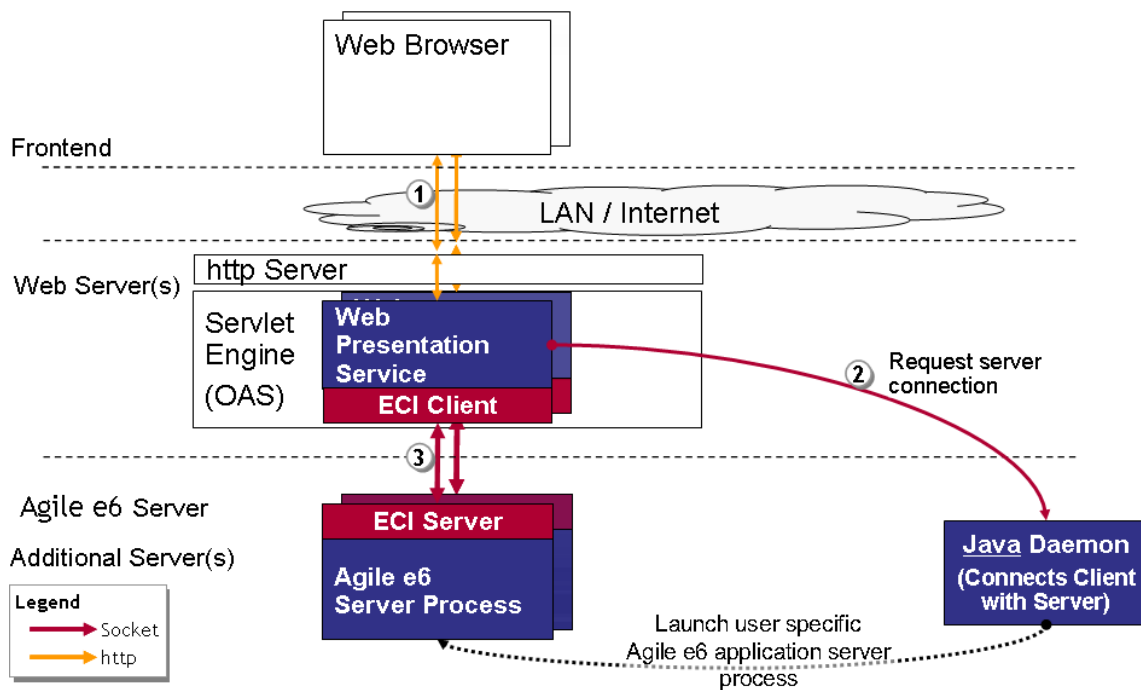 Web Browser
Frontend
1
LAN / Internet
http Server
Web Server(s)
Servlet
Engine
(OAS)
Web
Presentation
Service
ECI Client
2
Request server
connection
3
Agile e6 Server
ECI Server
Agile e6
Server Process
Additional Server(s)
Java Daemon
(Connects Client
with Server)
Legend
Socket
http
Launch user specific
Agile e6 application server
process